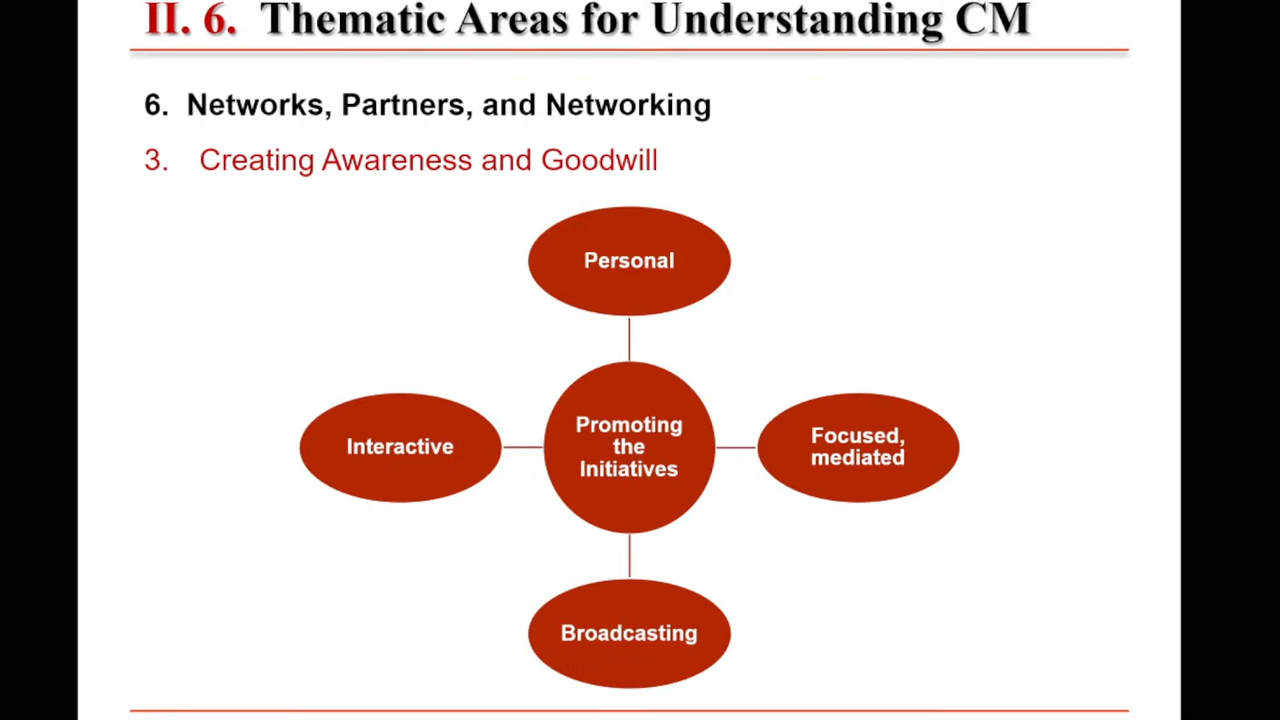 II. 6. Thematic Areas for Understanding CM
6. Networks, Partners, and Networking
3. Creating Awareness and Goodwill
Personal
Interactive
Promoting
the
Initiatives
Focused,
mediated
Broadcasting